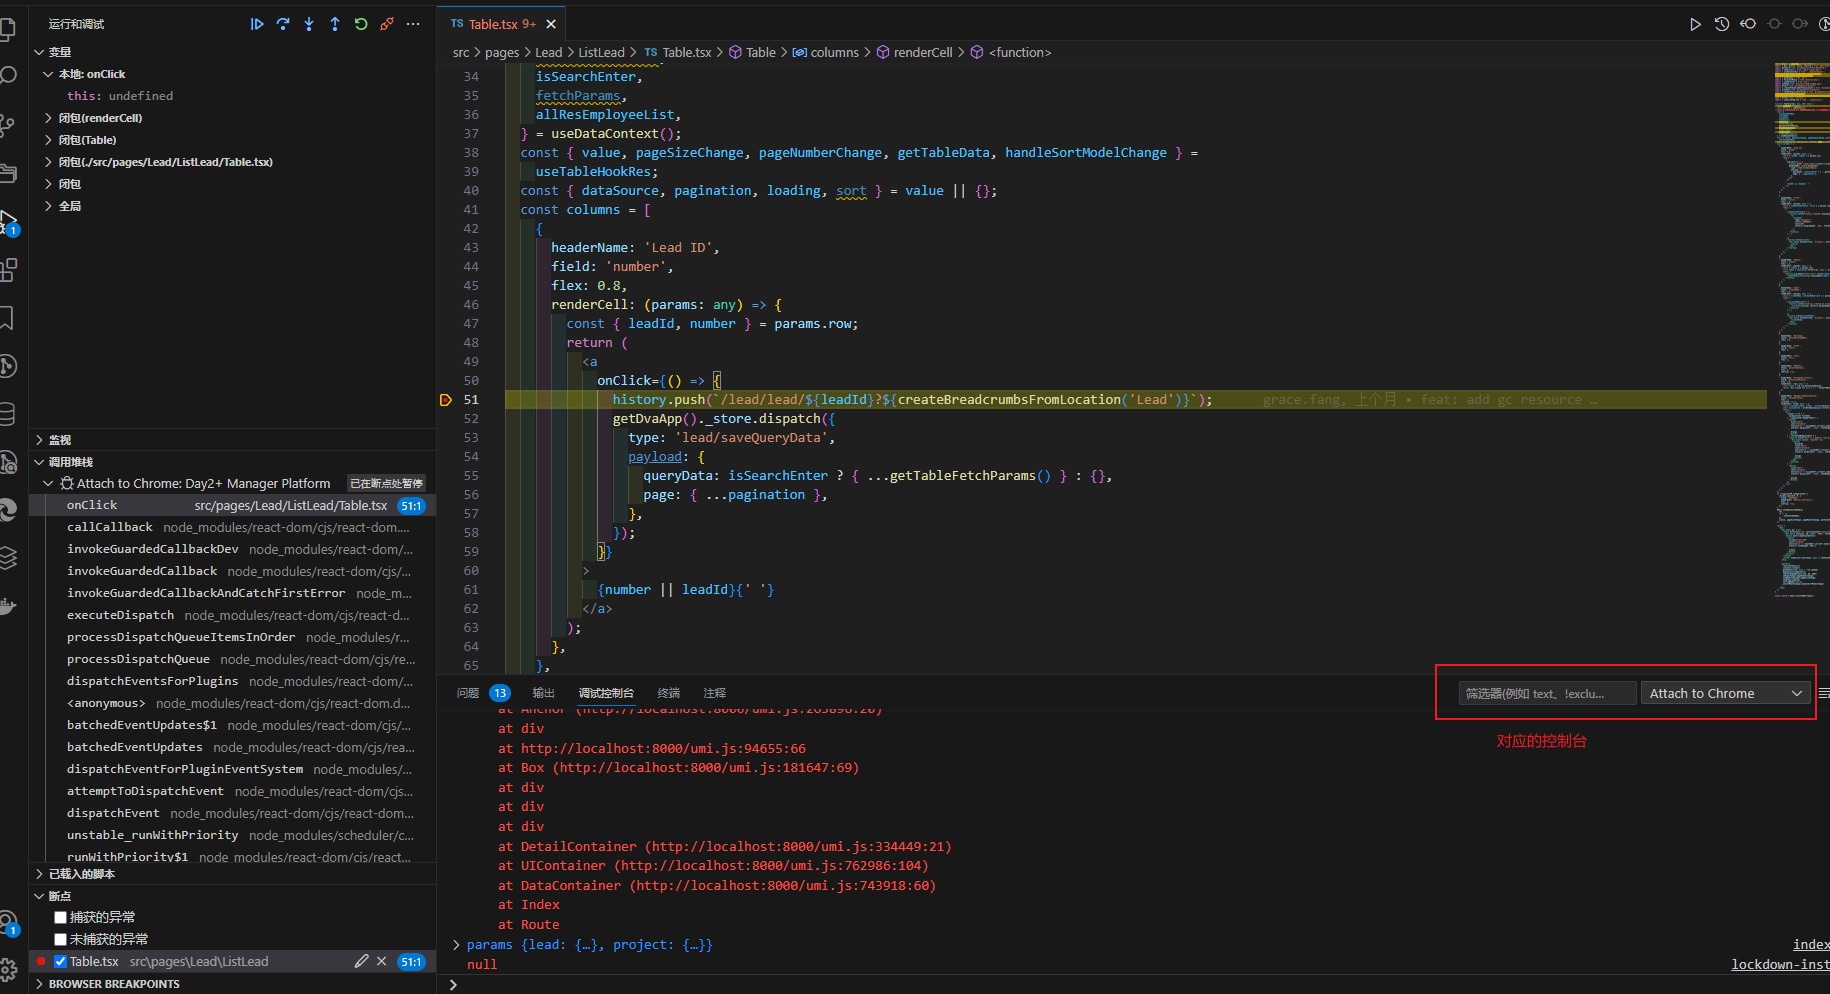 运行和调试
变量
本地: onClick
this: undefined
闭包(renderCell)
闭包(Table)
闭包(./src/pages/Lead/ListLead/Table.tsx)
闭包
全局
监视
调用堆栈
Attach to Chrome: Day2+ Manager Platform 已在断点处暂停
onClick src/pages/Lead/ListLead/Table.tsx 51:1
callCallback node_modules/react-dom/cjs/react-dom....
invokeGuardedCallbackDev node_modules/react-dom/...
invokeGuardedCallback node_modules/react-dom/cjs/...
invokeGuardedCallbackAndCatchFirstError node_m...
executeDispatch node_modules/react-dom/cjs/react-d...
processDispatchQueueItemsInOrder node_modules/r...
processDispatchQueue node_modules/react-dom/cjs/re...
dispatchEventsForPlugins node_modules/react-dom/...
<anonymous> node_modules/react-dom/cjs/react-dom.d...
batchedEventUpdates$1 node_modules/react-dom/cjs/...
batchedEventUpdates node_modules/react-dom/cjs/rea...
dispatchEventForPluginEventSystem node_modules/...
attemptToDispatchEvent node_modules/react-dom/cjs...
dispatchEvent node_modules/react-dom/cjs/react-dom...
unstable_runWithPriority node_modules/scheduler/c...
runWithPriority$1 node_modules/react-dom/cjs/react...
已载入的脚本
断点
捕获的异常
未捕获的异常
Table.tsx src\pages\Lead\ListLead 51:1
BROWSER BREAKPOINTS
1
1
TS Table.tsx 9+
src > pages > Lead > ListLead > TS Table.tsx > Table > columns > renderCell > <function>
34 isSearchEnter,
35 fetchParams,
36 allResEmployeeList,
37 } = useDataContext();
38 const { value, pageSizeChange, pageNumberChange, getTableData, handleSortModelChange } =
39 useTableHookRes;
40 const { dataSource, pagination, loading, sort } = value || {};
41 const columns = [
42 {
43 headerName: 'Lead ID',
44 field: 'number',
45 flex: 0.8,
46 renderCell: (params: any) => {
47 const { leadId, number } = params.row;
48 return (
49 <a
50 onClick={() => {
51 history.push(`/lead/lead/${leadId}?${createBreadcrumbsFromLocation('Lead')}`); grace.fang, 上个月 • feat: add gc resource …
52 getDvaApp()._store.dispatch({
53 type: 'lead/saveQueryData',
54 payload: {
55 queryData: isSearchEnter ? { ...getTableFetchParams() } : {},
56 page: { ...pagination },
57 },
58 });
59 }}
60 >
61 {number || leadId}{' '}
62 </a>
63 );
64 },
65 },
问题 13 输出 调试控制台 终端 注释
筛选器(例如 text、!exclu... Attach to Chrome
对应的控制台
at Anchor (http://localhost:8000/umi.js:265896:26)
at div
at http://localhost:8000/umi.js:94655:66
at Box (http://localhost:8000/umi.js:181647:69)
at div
at div
at div
at DetailContainer (http://localhost:8000/umi.js:334449:21)
at UIContainer (http://localhost:8000/umi.js:762986:104)
at DataContainer (http://localhost:8000/umi.js:743918:60)
at Index
at Route
> params {lead: {…}, project: {…}} index
null lockdown-inst
>